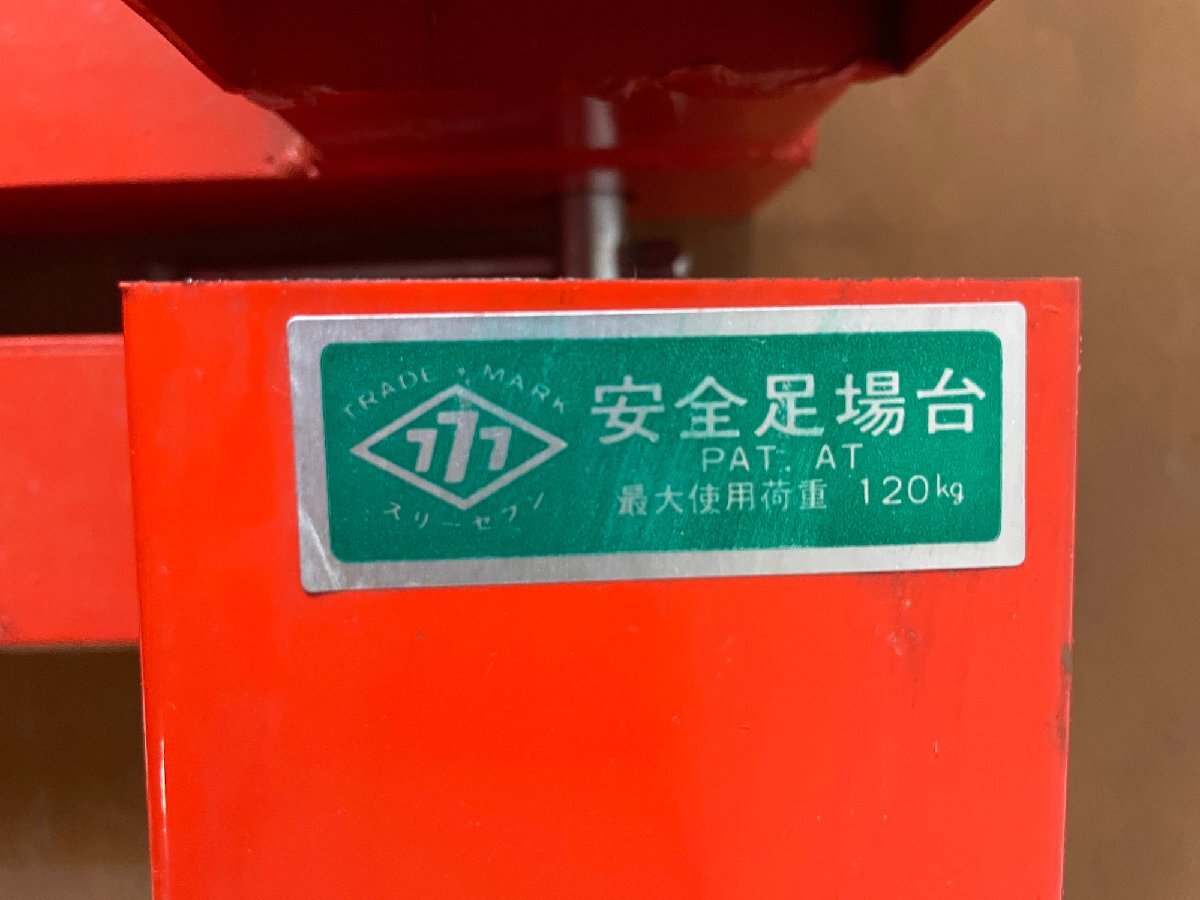 TRADE MARK
777
スリーセブン
安全足場台
PAT. AT
最大使用荷重 120kg